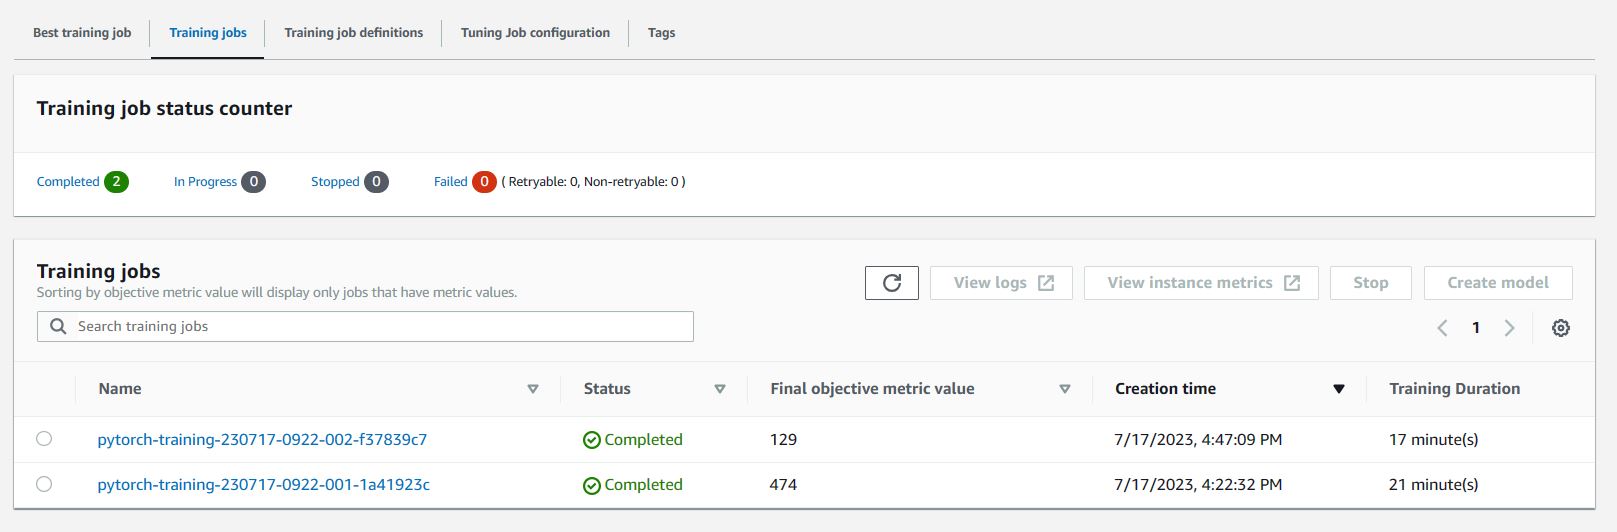 Best training job Training jobs Training job definitions Tuning Job configuration Tags
Training job status counter
Completed 2 In Progress 0 Stopped 0 Failed 0 ( Retryable: 0, Non-retryable: 0 )
Training jobs
Sorting by objective metric value will display only jobs that have metric values.
View logs View instance metrics Stop Create model
Search training jobs
1
Name Status Final objective metric value Creation time Training Duration
pytorch-training-230717-0922-002-f37839c7 Completed 129 7/17/2023, 4:47:09 PM 17 minute(s)
pytorch-training-230717-0922-001-1a41923c Completed 474 7/17/2023, 4:22:32 PM 21 minute(s)